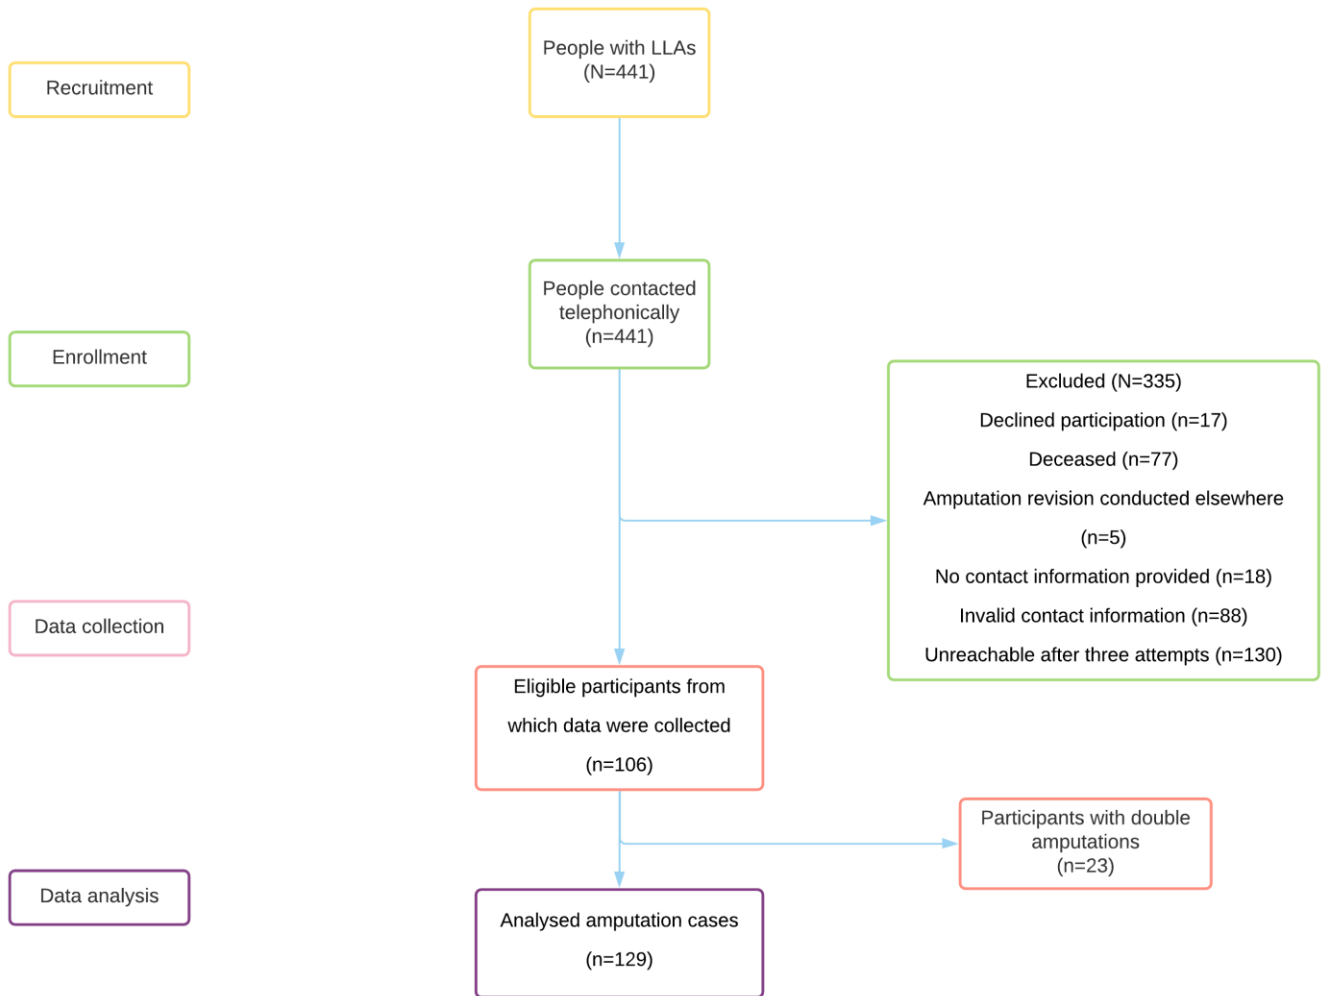 People with LLAs
(N=441)
Recruitment
People contacted
telephonically
(n=441)
Enrollment
Excluded (N=335)
Declined participation (n=17)
Deceased (n=77)
Amputation revision conducted elsewhere
(n=5)
No contact information provided (n=18)
Invalid contact information (n=88)
Unreachable after three attempts (n=130)
Data collection
Eligible participants from
which data were collected
(n=106)
Participants with double
amputations
(n=23)
Data analysis
Analysed amputation cases
(n=129)